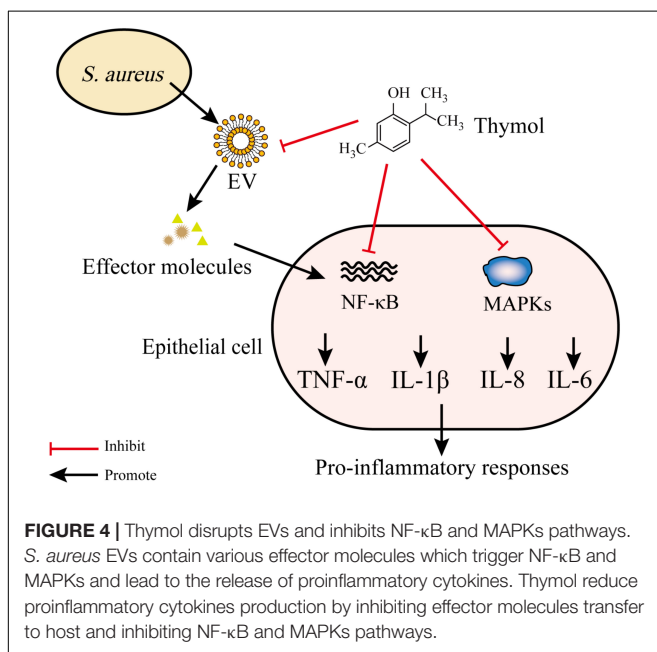 S. aureus
OH
CH₃
CH₃
H₃C
Thymol
EV
Effector molecules
NF-κB
MAPKs
Epithelial cell
TNF-α IL-1β IL-8 IL-6
Inhibit
Promote
Pro-inflammatory responses
FIGURE 4 | Thymol disrupts EVs and inhibits NF-κB and MAPKs pathways.
S. aureus EVs contain various effector molecules which trigger NF-κB and
MAPKs and lead to the release of proinflammatory cytokines. Thymol reduce
proinflammatory cytokines production by inhibiting effector molecules transfer
to host and inhibiting NF-κB and MAPKs pathways.